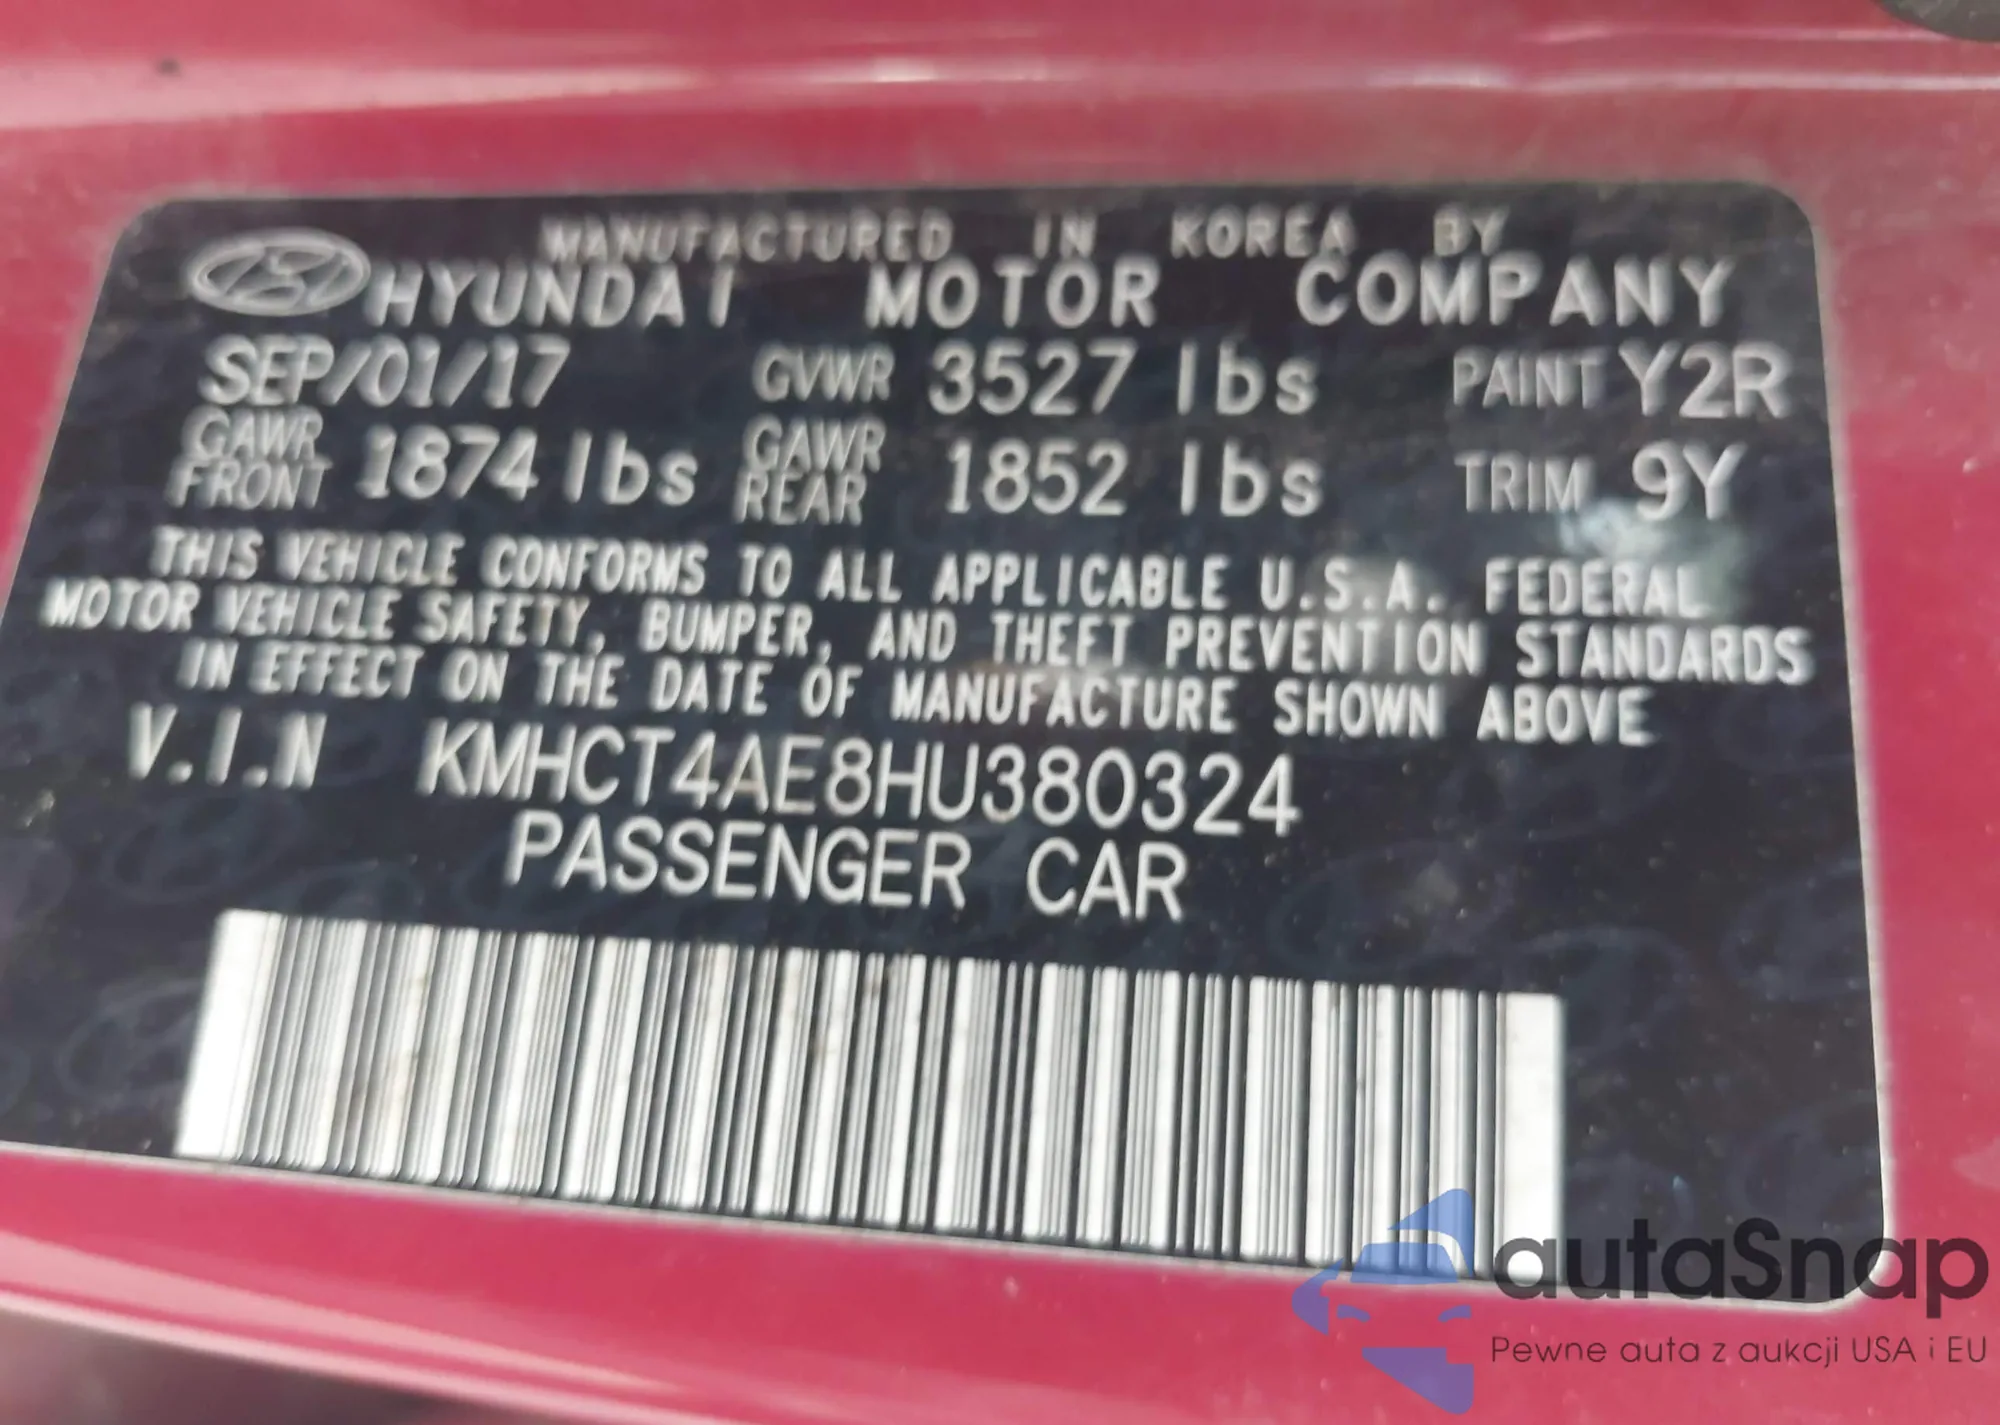 MANUFACTURED IN KOREA BY
HYUNDAI MOTOR COMPANY
SEP/01/17 GVWR 3527 lbs PAINT Y2R
GAWR FRONT 1874 lbs GAWR REAR 1852 lbs TRIM 9Y
THIS VEHICLE CONFORMS TO ALL APPLICABLE U.S.A. FEDERAL
MOTOR VEHICLE SAFETY, BUMPER, AND THEFT PREVENTION STANDARDS
IN EFFECT ON THE DATE OF MANUFACTURE SHOWN ABOVE
V.I.N KMHCT4AE8HU380324
PASSENGER CAR
autaSnap
Pewne auta z aukcji USA i EU